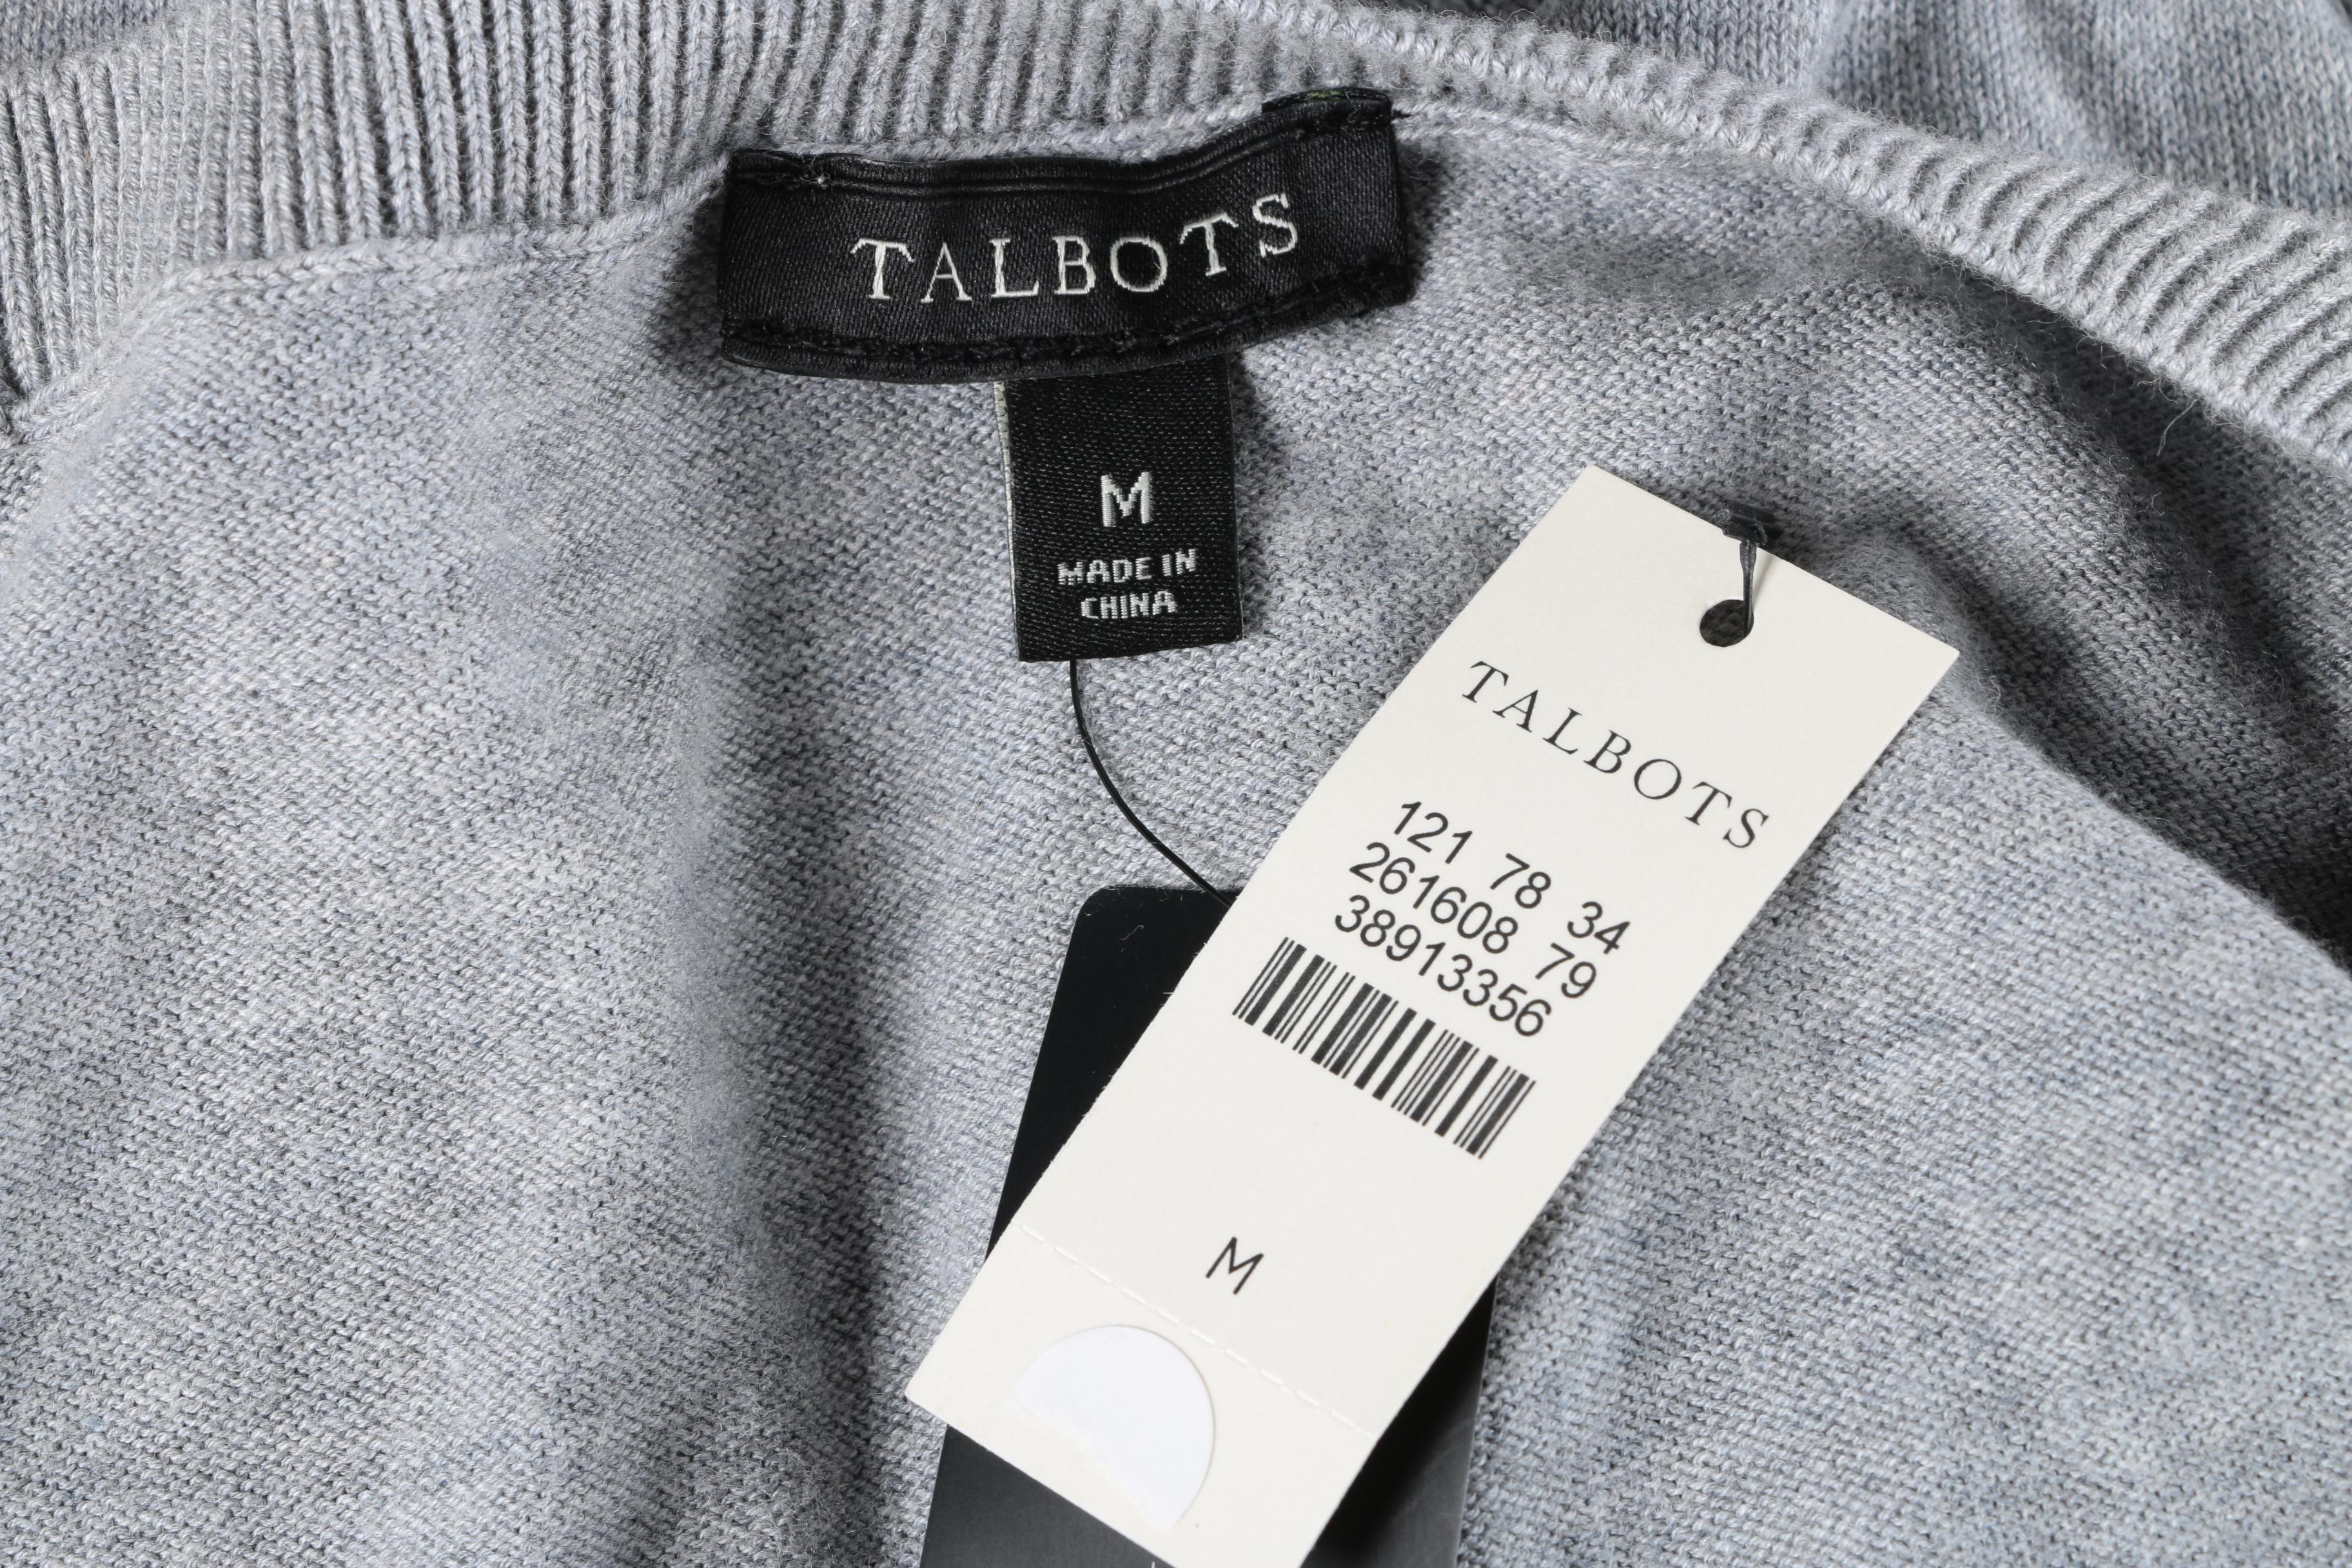 TALBOTS
M
MADE IN
CHINA
TALBOTS
121 78 34
261608 79
38913356
M